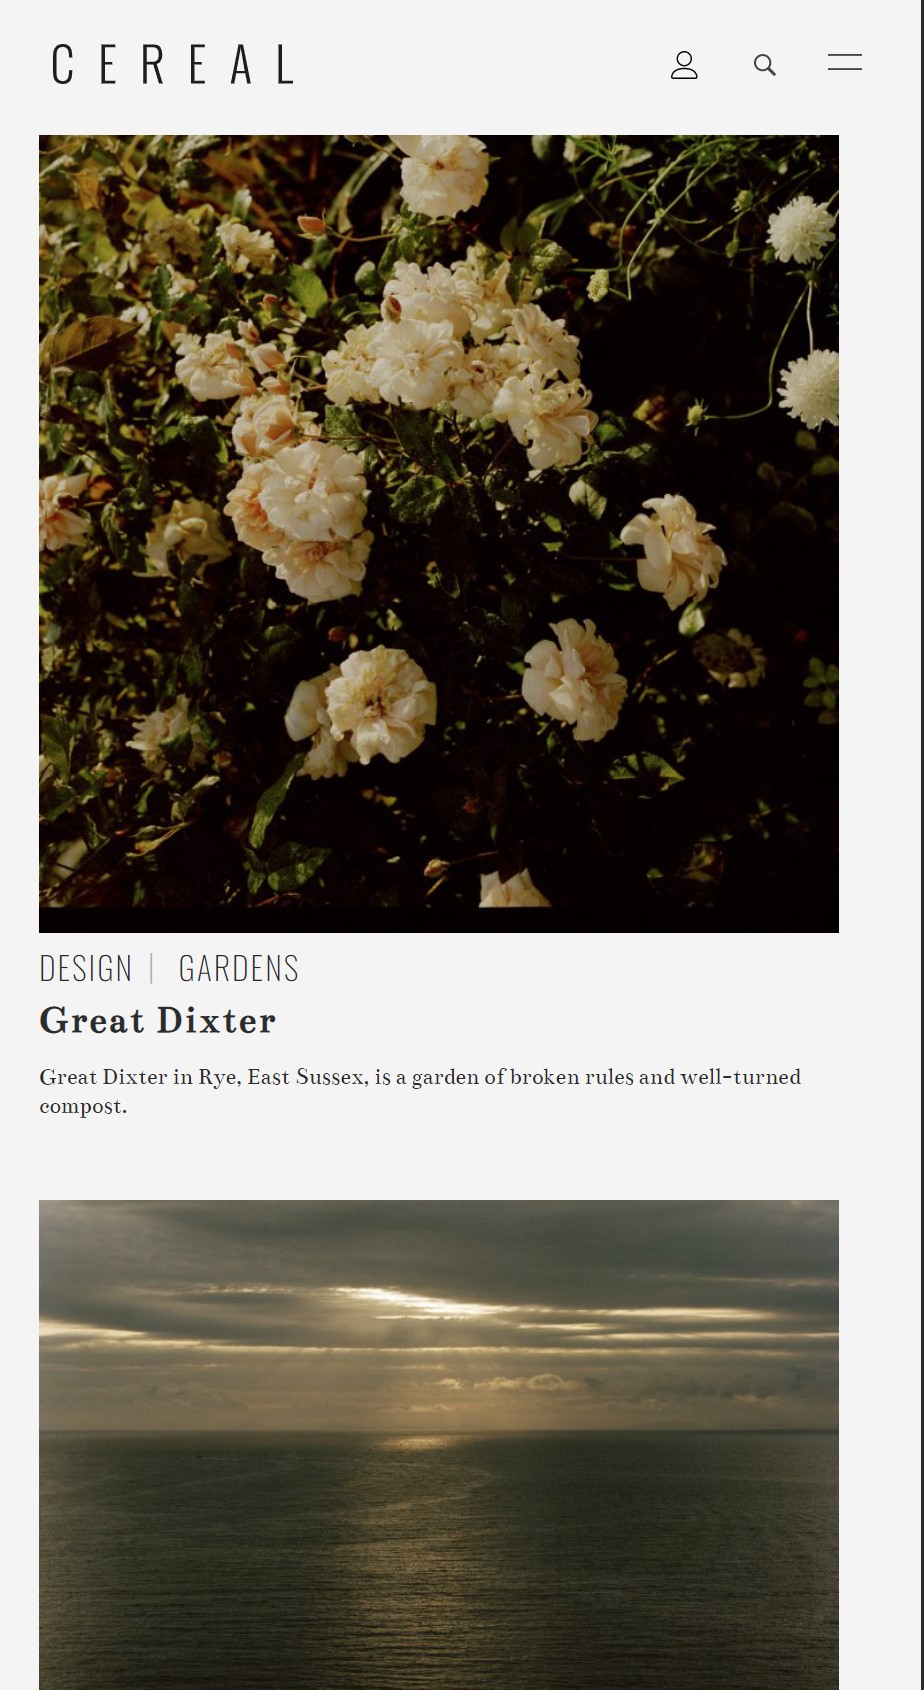 CEREAL
DESIGN | GARDENS
Great Dixter
Great Dixter in Rye, East Sussex, is a garden of broken rules and well-turned
compost.